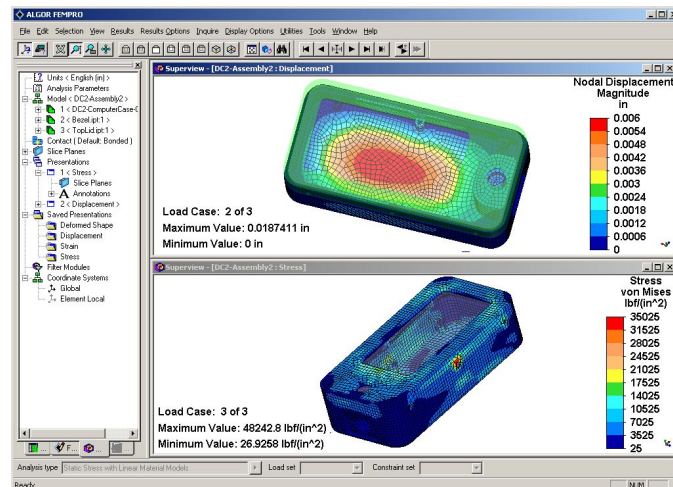 ALGOR FEMPRO
File Edit Selection View Results Results Options Inquire Display Options Utilities Tools Window Help
Units < English (in) >
Analysis Parameters
Model < DC2-Assembly2 >
1 < DC2-ComputerCase-
2 < Bezel.ipt:1 >
3 < TopLid.ipt:1 >
Contact ( Default: Bonded )
Slice Planes
Presentations
1 < Stress >
Slice Planes
A Annotations
2 < Displacement >
Saved Presentations
Deformed Shape
Displacement
Strain
Stress
Filter Modules
Coordinate Systems
Global
Element Local
F...
Superview - [DC2-Assembly2 : Displacement]
Nodal Displacement
Magnitude
in
0.006
0.0054
0.0048
0.0042
0.0036
0.003
0.0024
0.0018
0.0012
0.0006
0
Load Case: 2 of 3
Maximum Value: 0.0187411 in
Minimum Value: 0 in
Superview - [DC2-Assembly2 : Stress]
Stress
von Mises
lbf/(in^2)
35025
31525
28025
24525
21025
17525
14025
10525
7025
3525
25
Load Case: 3 of 3
Maximum Value: 48242.8 lbf/(in^2)
Minimum Value: 26.9258 lbf/(in^2)
Analysis type Static Stress with Linear Material Models Load set Constraint set
Ready NUM